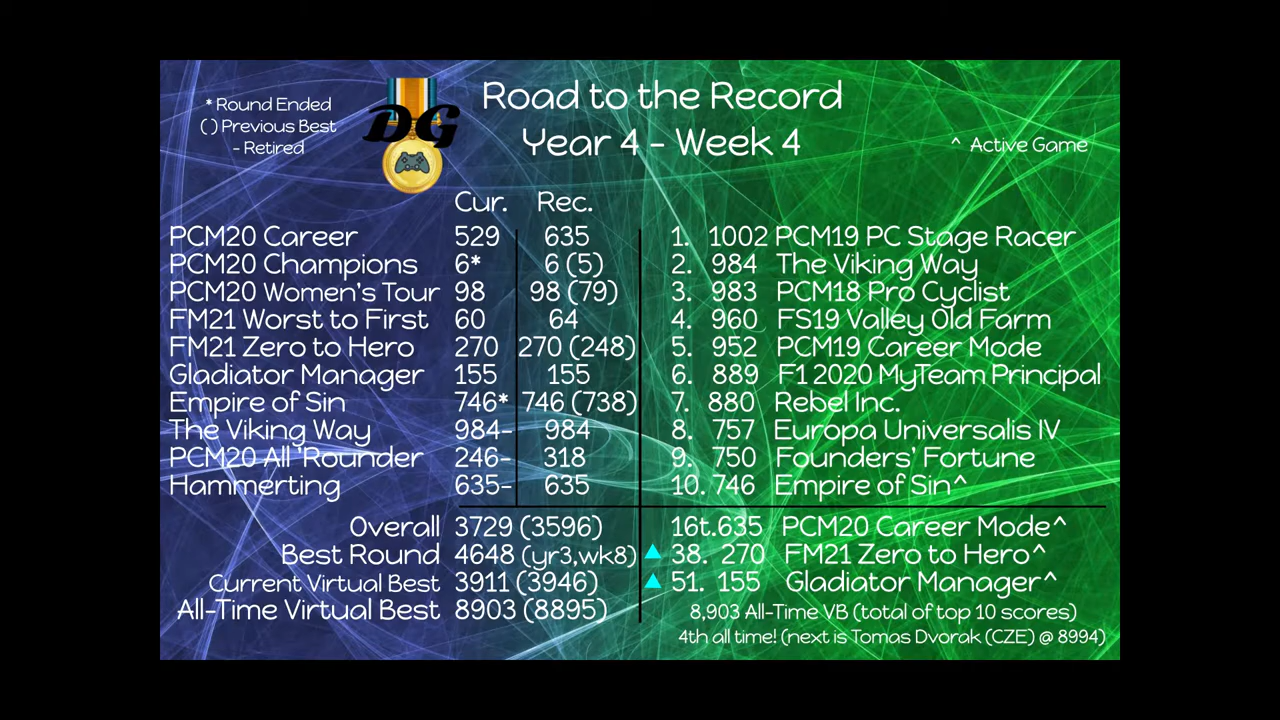 * Round Ended
( ) Previous Best
- Retired
DG
Road to the Record
Year 4 - Week 4
^ Active Game
Cur. Rec.
PCM20 Career 529 635
PCM20 Champions 6* 6 (5)
PCM20 Women's Tour 98 98 (79)
FM21 Worst to First 60 64
FM21 Zero to Hero 270 270 (248)
Gladiator Manager 155 155
Empire of Sin 746* 746 (738)
The Viking Way 984- 984
PCM20 All 'Rounder 246- 318
Hammerting 635- 635
Overall 3729 (3596)
Best Round 4648 (yr3,wk8)
Current Virtual Best 3911 (3946)
All-Time Virtual Best 8903 (8895)
1. 1002 PCM19 PC Stage Racer
2. 984 The Viking Way
3. 983 PCM18 Pro Cyclist
4. 960 FS19 Valley Old Farm
5. 952 PCM19 Career Mode
6. 889 F1 2020 MyTeam Principal
7. 880 Rebel Inc.
8. 757 Europa Universalis IV
9. 750 Founders' Fortune
10. 746 Empire of Sin^
16t. 635 PCM20 Career Mode^
38. 270 FM21 Zero to Hero^
51. 155 Gladiator Manager^
8,903 All-Time VB (total of top 10 scores)
4th all time! (next is Tomas Dvorak (CZE) @ 8994)